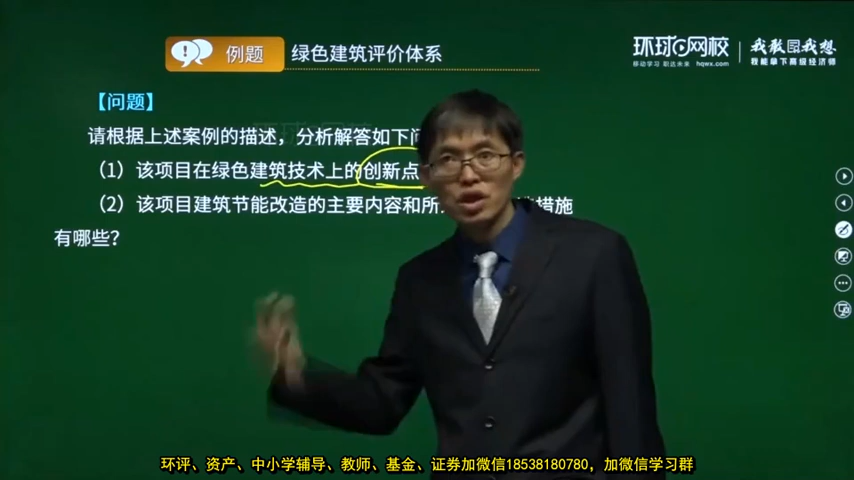 例题
绿色建筑评价体系
环球网校
移动学习 职达未来 hqwx.com
我敢我想
我能拿下高级经济师
【问题】
请根据上述案例的描述，分析解答如下问
（1）该项目在绿色建筑技术上的创新点
（2）该项目建筑节能改造的主要内容和所 措施
有哪些？
环评、资产、中小学辅导、教师、基金、证券加微信18538180780，加微信学习群